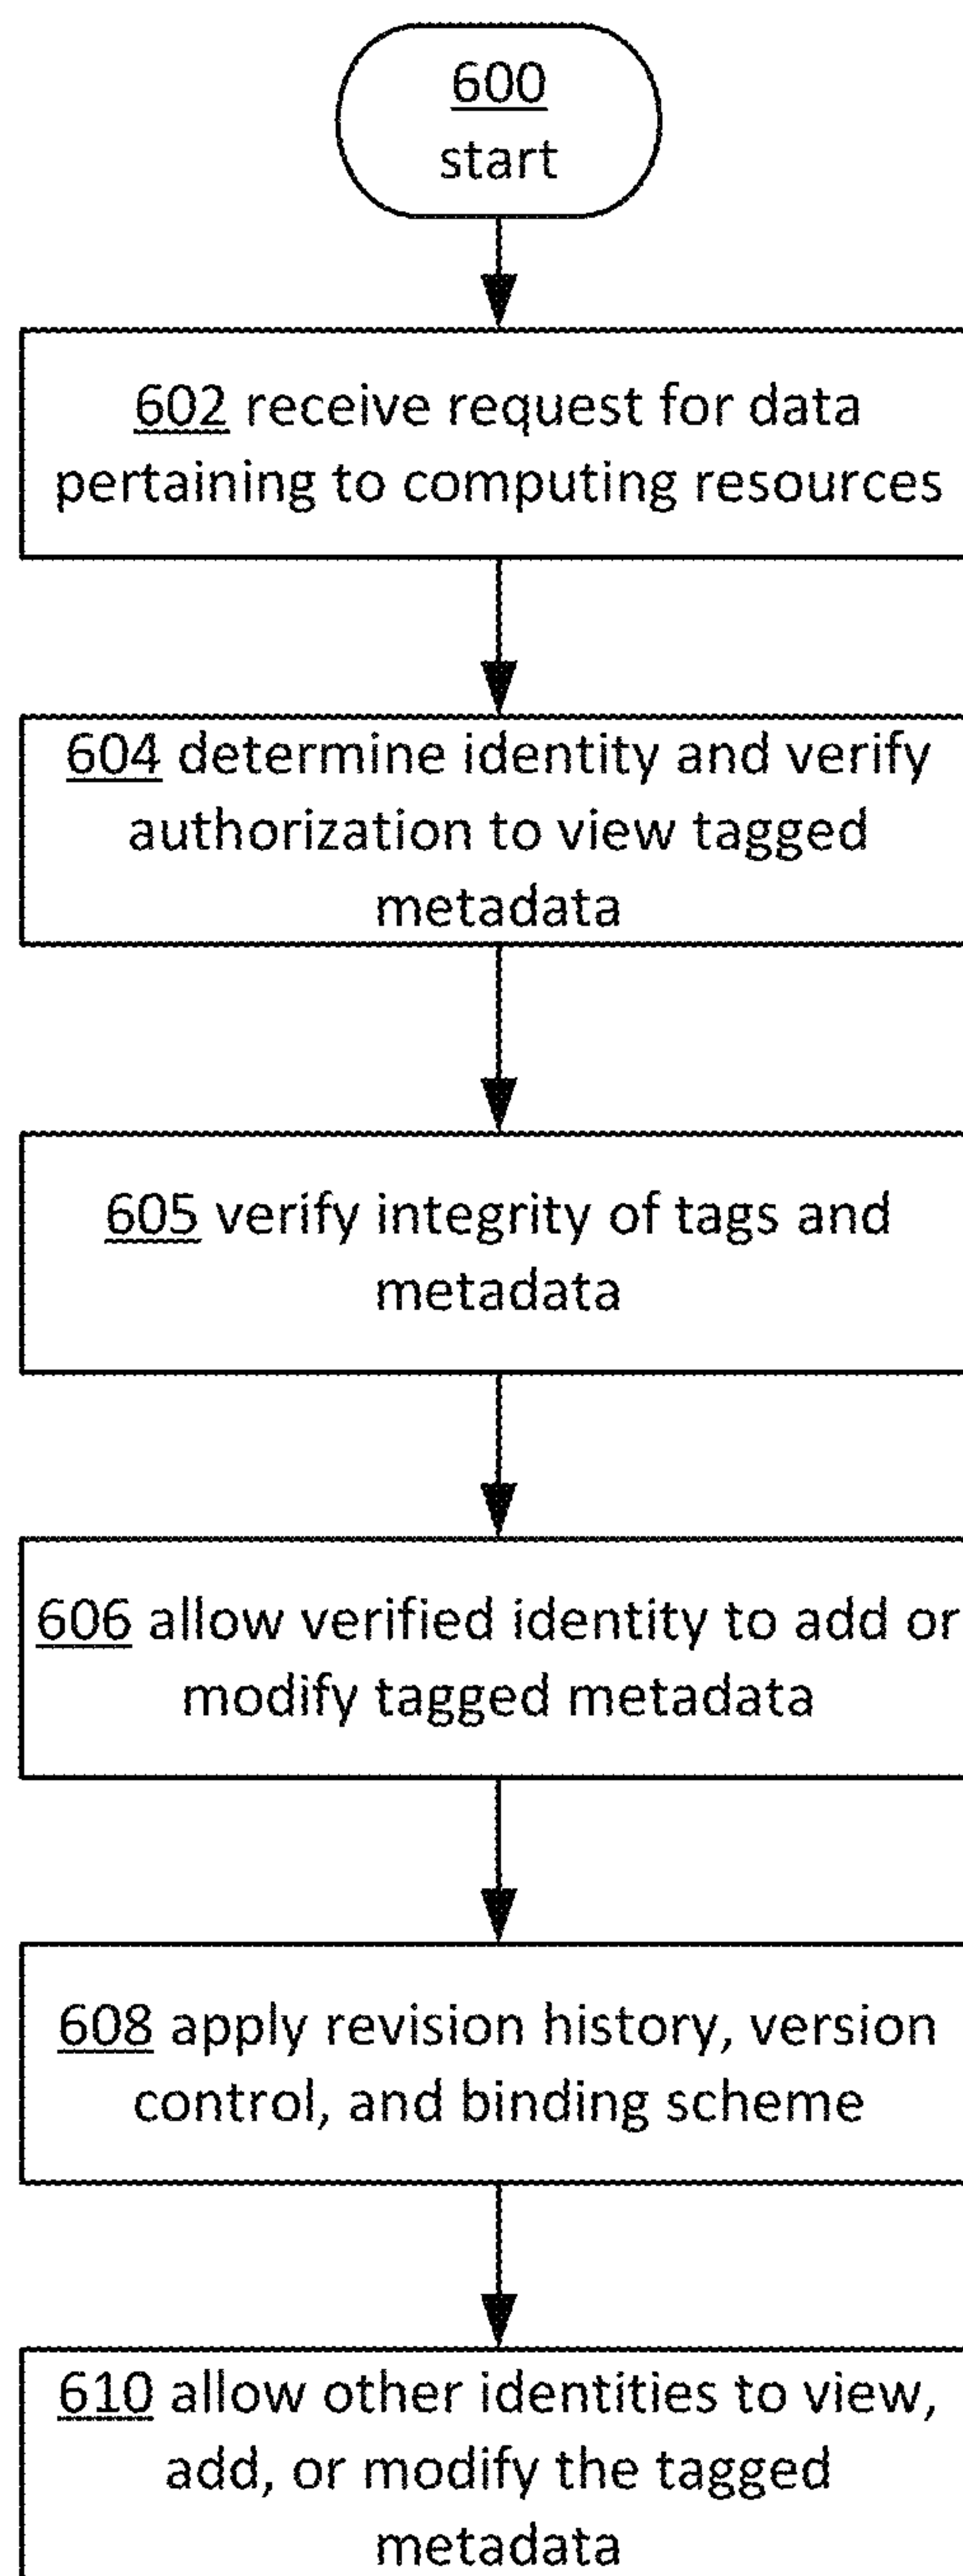 600
start
602 receive request for data
pertaining to computing resources
604 determine identity and verify
authorization to view tagged
metadata
605 verify integrity of tags and
metadata
606 allow verified identity to add or
modify tagged metadata
608 apply revision history, version
control, and binding scheme
610 allow other identities to view,
add, or modify the tagged
metadata